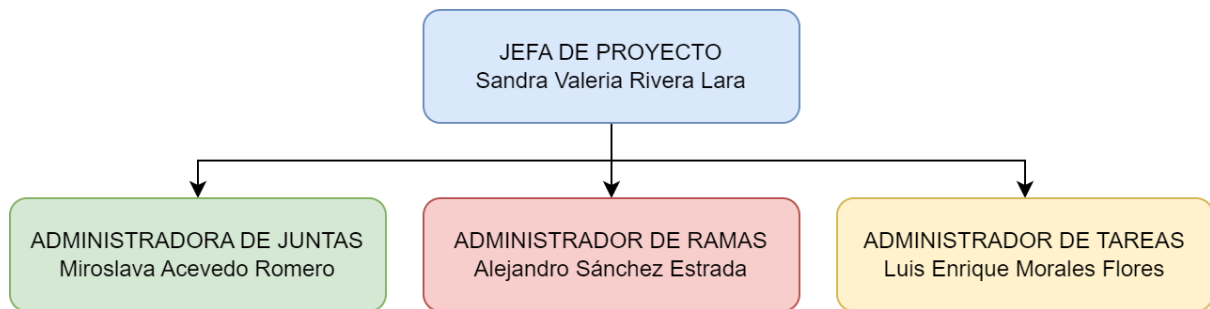 JEFA DE PROYECTO
Sandra Valeria Rivera Lara
ADMINISTRADORA DE JUNTAS
Miroslava Acevedo Romero
ADMINISTRADOR DE RAMAS
Alejandro Sánchez Estrada
ADMINISTRADOR DE TAREAS
Luis Enrique Morales Flores